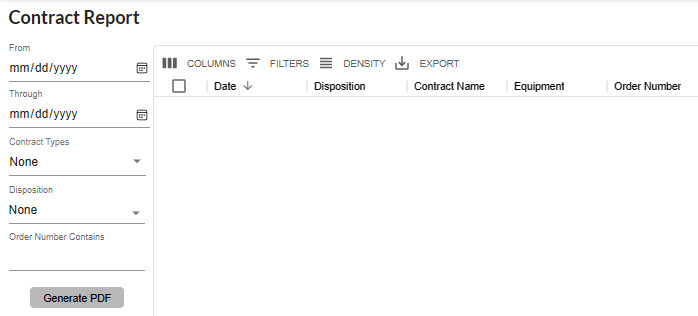 Contract Report
From
mm/dd/yyyy
Through
mm/dd/yyyy
Contract Types
None
Disposition
None
Order Number Contains
Generate PDF
COLUMNS FILTERS DENSITY EXPORT
Date Disposition Contract Name Equipment Order Number